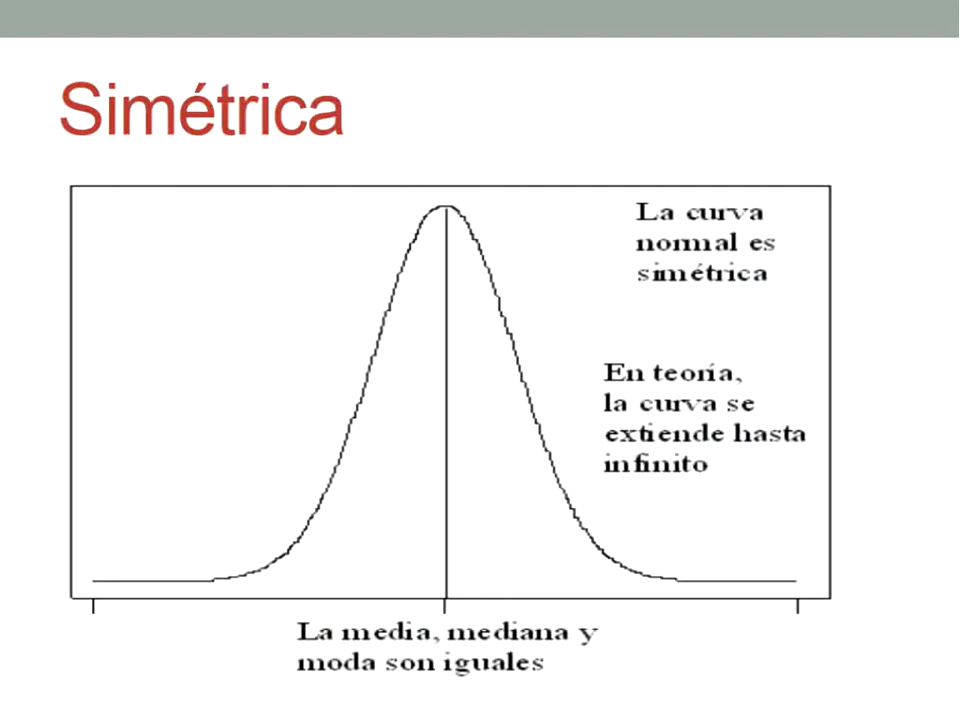 Simétrica
La curva
normal es
simétrica
En teoría,
la curva se
extiende hasta
infinito
La media, mediana y
moda son iguales